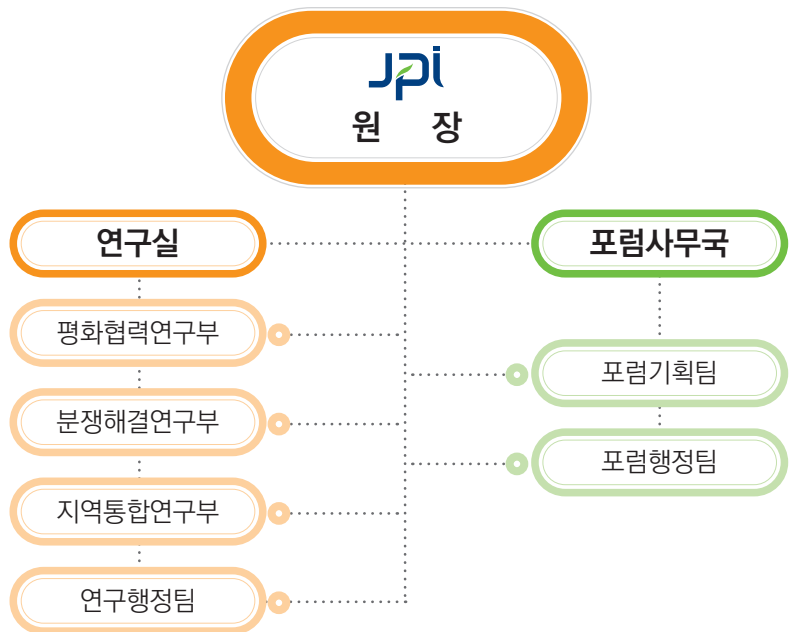 JPI
원 장
연구실
포럼사무국
평화협력연구부
포럼기획팀
분쟁해결연구부
포럼행정팀
지역통합연구부
연구행정팀